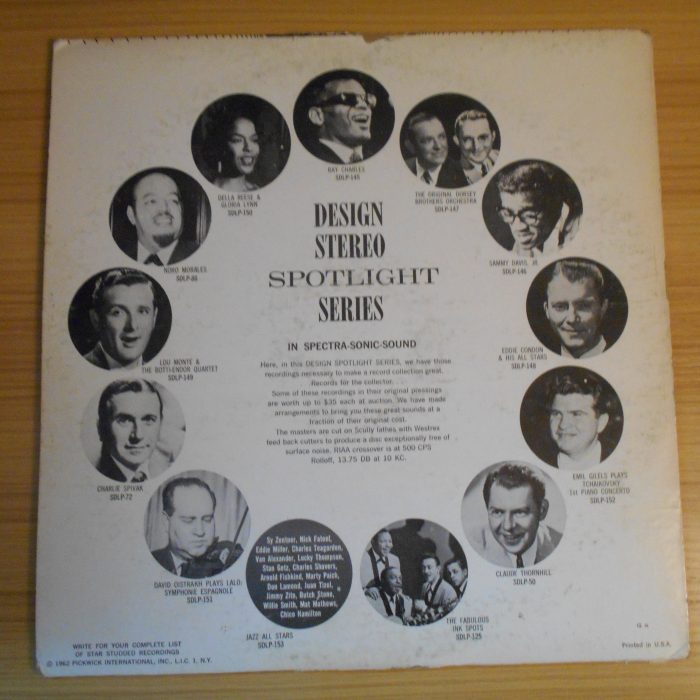 RAY CHARLES
SDLP-145
THE ORIGINAL DORSEY
BROTHERS ORCHESTRA
SDLP-147
SAMMY DAVIS, JR.
SDLP-146
EDDIE CONDON
& HIS ALL STARS
SDLP-148
EMIL GILELS PLAYS
TCHAIKOVSKY
1st PIANO CONCERTO
SDLP-152
CLAUDE THORNHILL
SDLP-50
THE FABULOUS
INK SPOTS
SDLP-125
Sy Zentner, Nick Fatool,
Eddie Miller, Charles Teagarden,
Van Alexander, Lucky Thompson,
Stan Getz, Charles Shavers,
Arnold Fishkind, Marty Paich,
Don Lamond, Juan Tizol,
Jimmy Zito, Butch Stone,
Willie Smith, Mat Mathews,
Chico Hamilton
JAZZ ALL STARS
SDLP-153
DAVID OISTRAKH PLAYS LALO:
SYMPHONIE ESPAGNOLE
SDLP-151
CHARLIE SPIVAK
SDLP-72
LOU MONTE &
THE BOTTLENDOR QUARTET
SDLP-149
NORO MORALES
DELLA REESE &
GLORIA LYNN
SDLP-150
DESIGN
STEREO
SPOTLIGHT
SERIES
IN SPECTRA-SONIC-SOUND
Here, in this DESIGN SPOTLIGHT SERIES, we have those
recordings necessary to make a record collection great.
Records for the collector. . .
Some of these recordings in their original pressings
are worth up to $35 each at auction. We have made
arrangements to bring you these great sounds at a
fraction of their original cost.
The masters are cut on Scully lathes with Westrex
feed back cutters to produce a disc exceptionally free of
surface noise. RIAA crossover is at 500 CPS
Rolloff, 13.75 DB at 10 KC.
WRITE FOR YOUR COMPLETE LIST
OF STAR STUDDED RECORDINGS
© 1962 PICKWICK INTERNATIONAL, INC., L.I.C. 1, N.Y.
Printed in U.S.A.